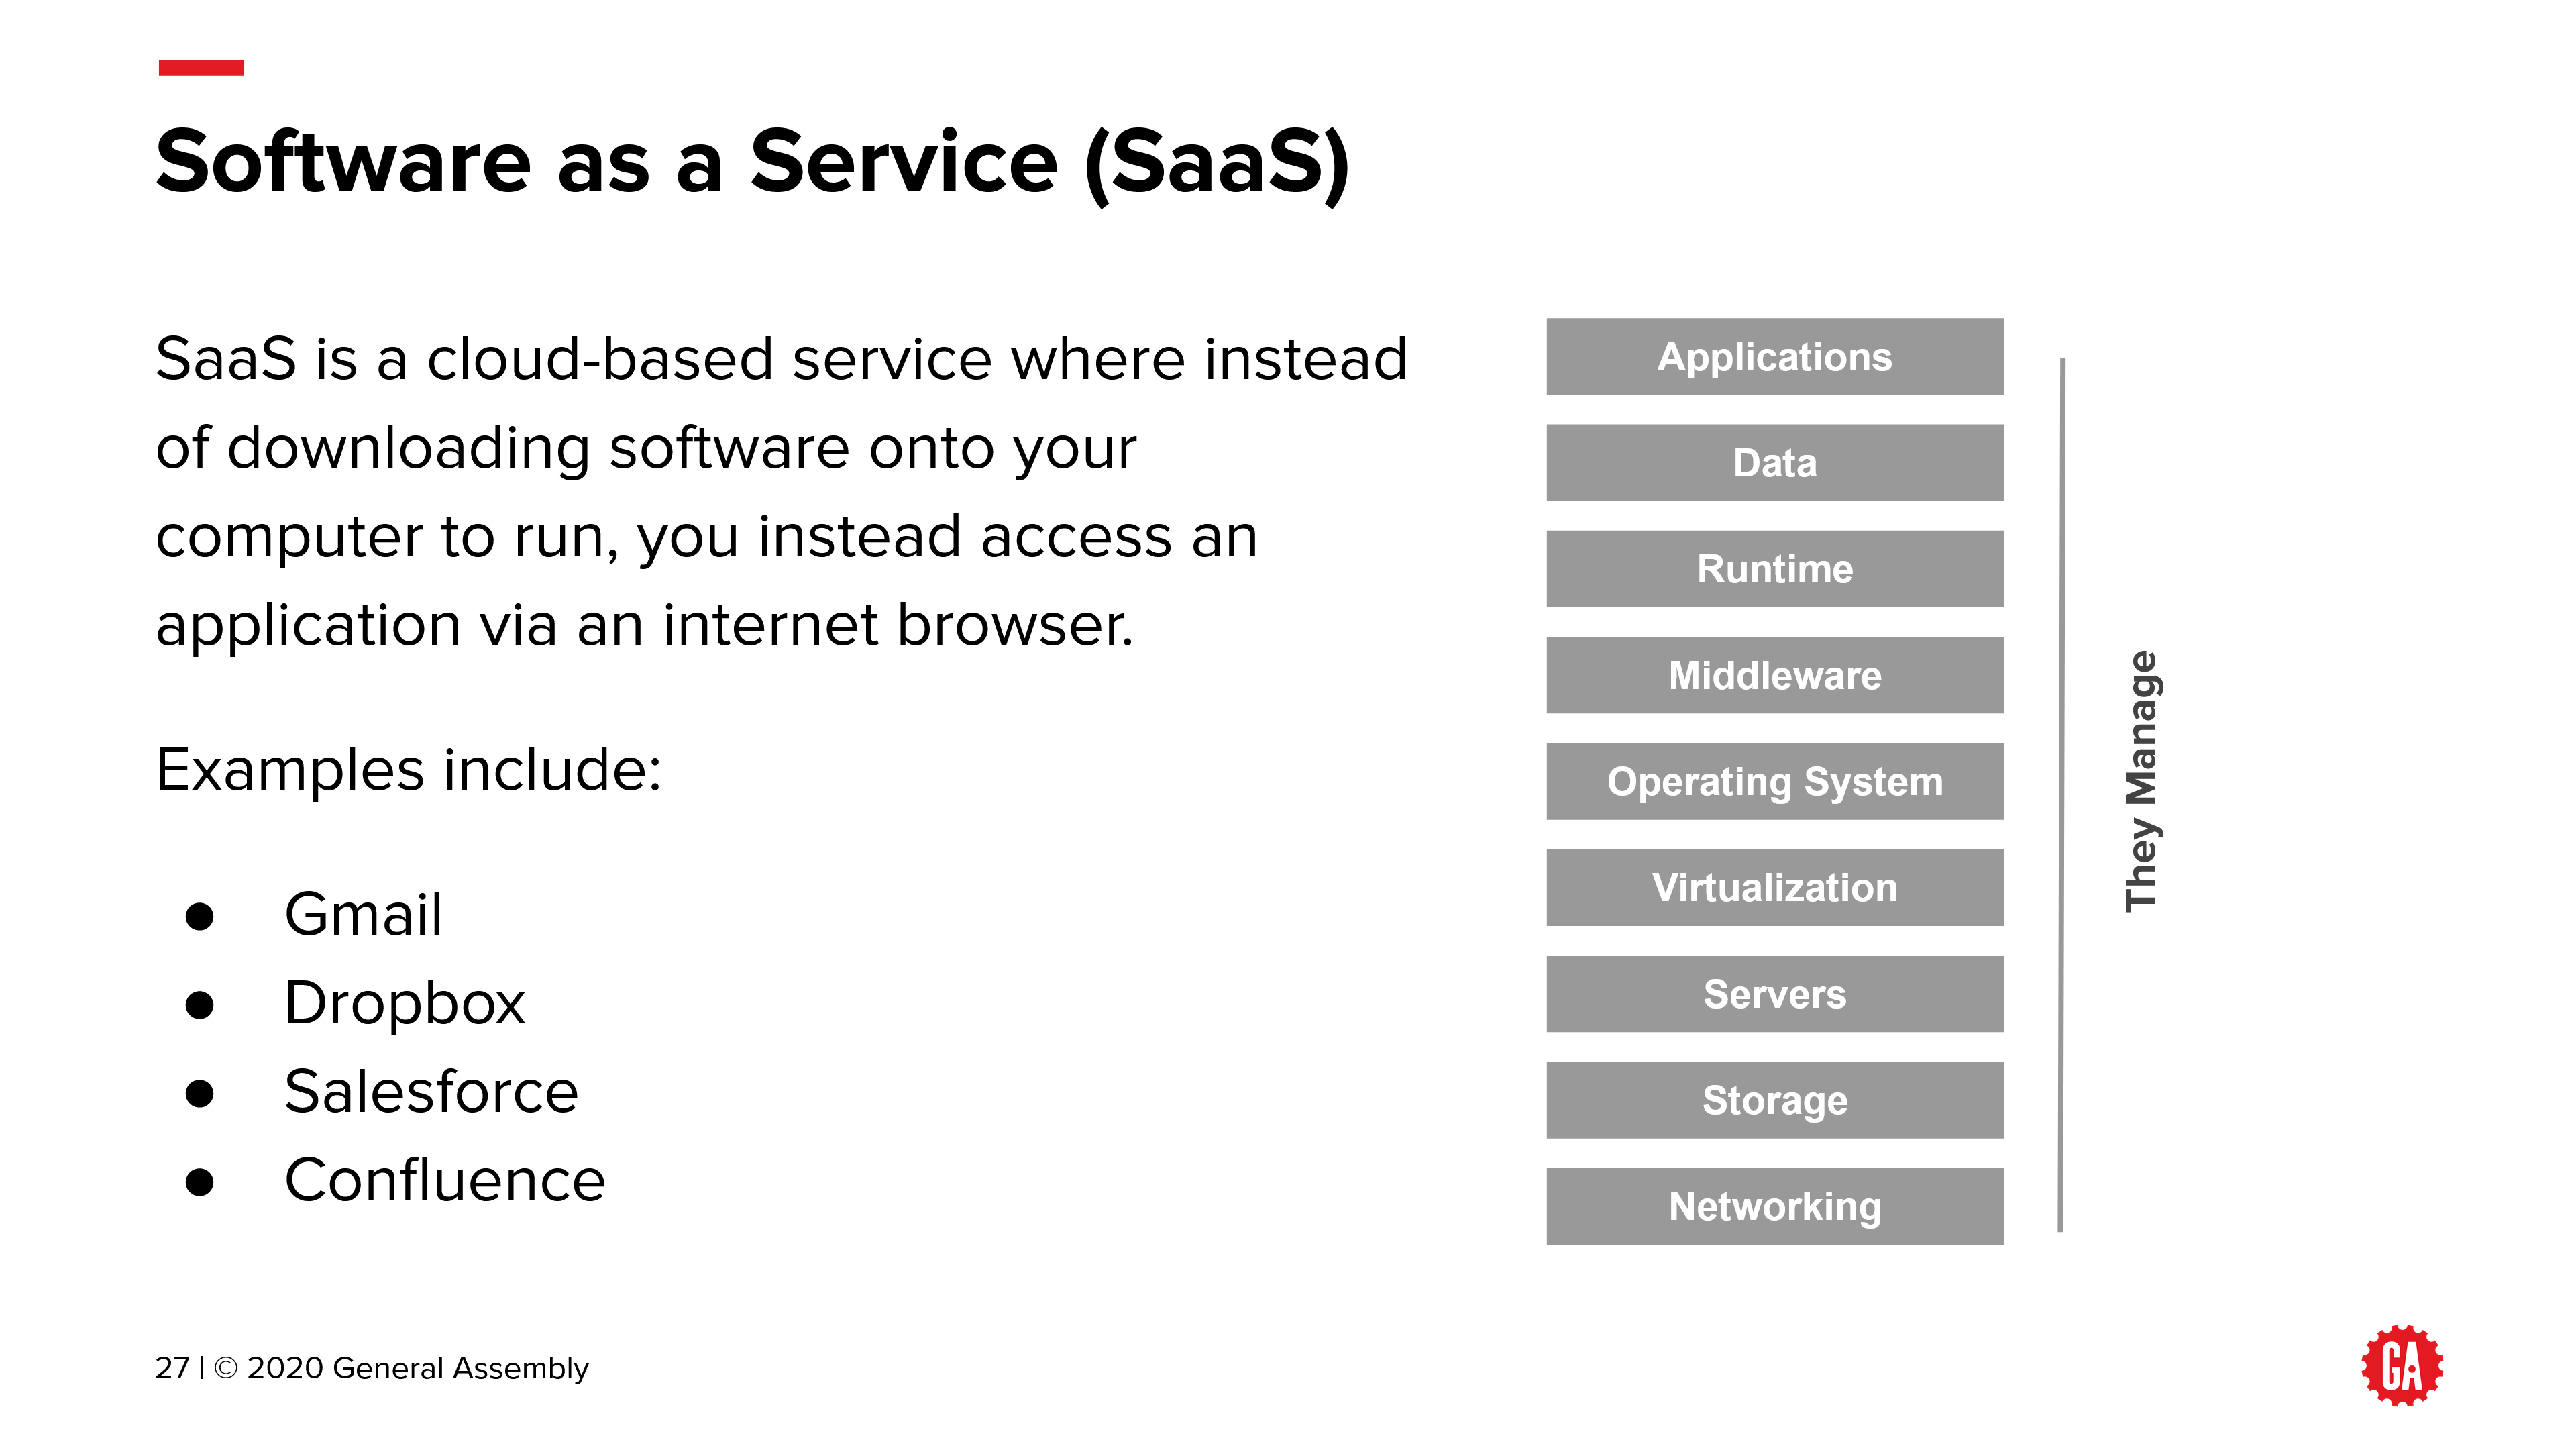 Software as a Service (SaaS)
SaaS is a cloud-based service where instead
of downloading software onto your
computer to run, you instead access an
application via an internet browser.
Examples include:
● Gmail
● Dropbox
● Salesforce
● Confluence
Applications
Data
Runtime
Middleware
Operating System
Virtualization
Servers
Storage
Networking
They Manage
27 | © 2020 General Assembly
GA